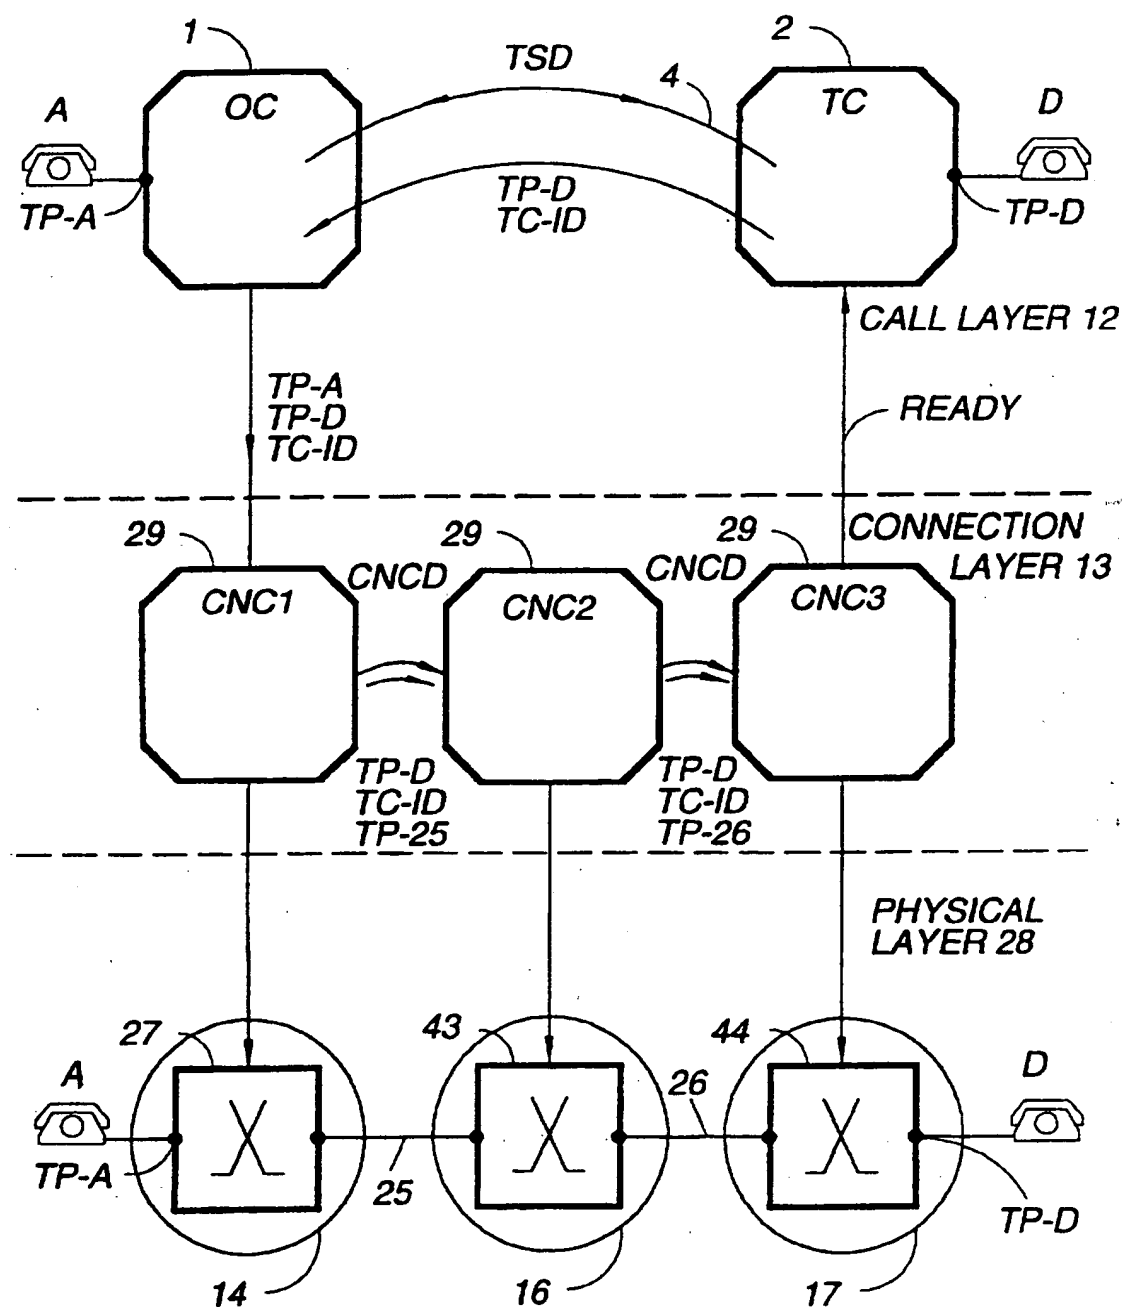 1
2
TSD
4
A
OC
TC
D
TP-A
TP-D
TC-ID
TP-D
CALL LAYER 12
TP-A
TP-D
TC-ID
READY
29
29
29
CONNECTION
LAYER 13
CNCD
CNCD
CNC1
CNC2
CNC3
TP-D
TC-ID
TP-25
TP-D
TC-ID
TP-26
PHYSICAL
LAYER 28
27
43
44
A
26
D
TP-A
25
TP-D
14
16
17